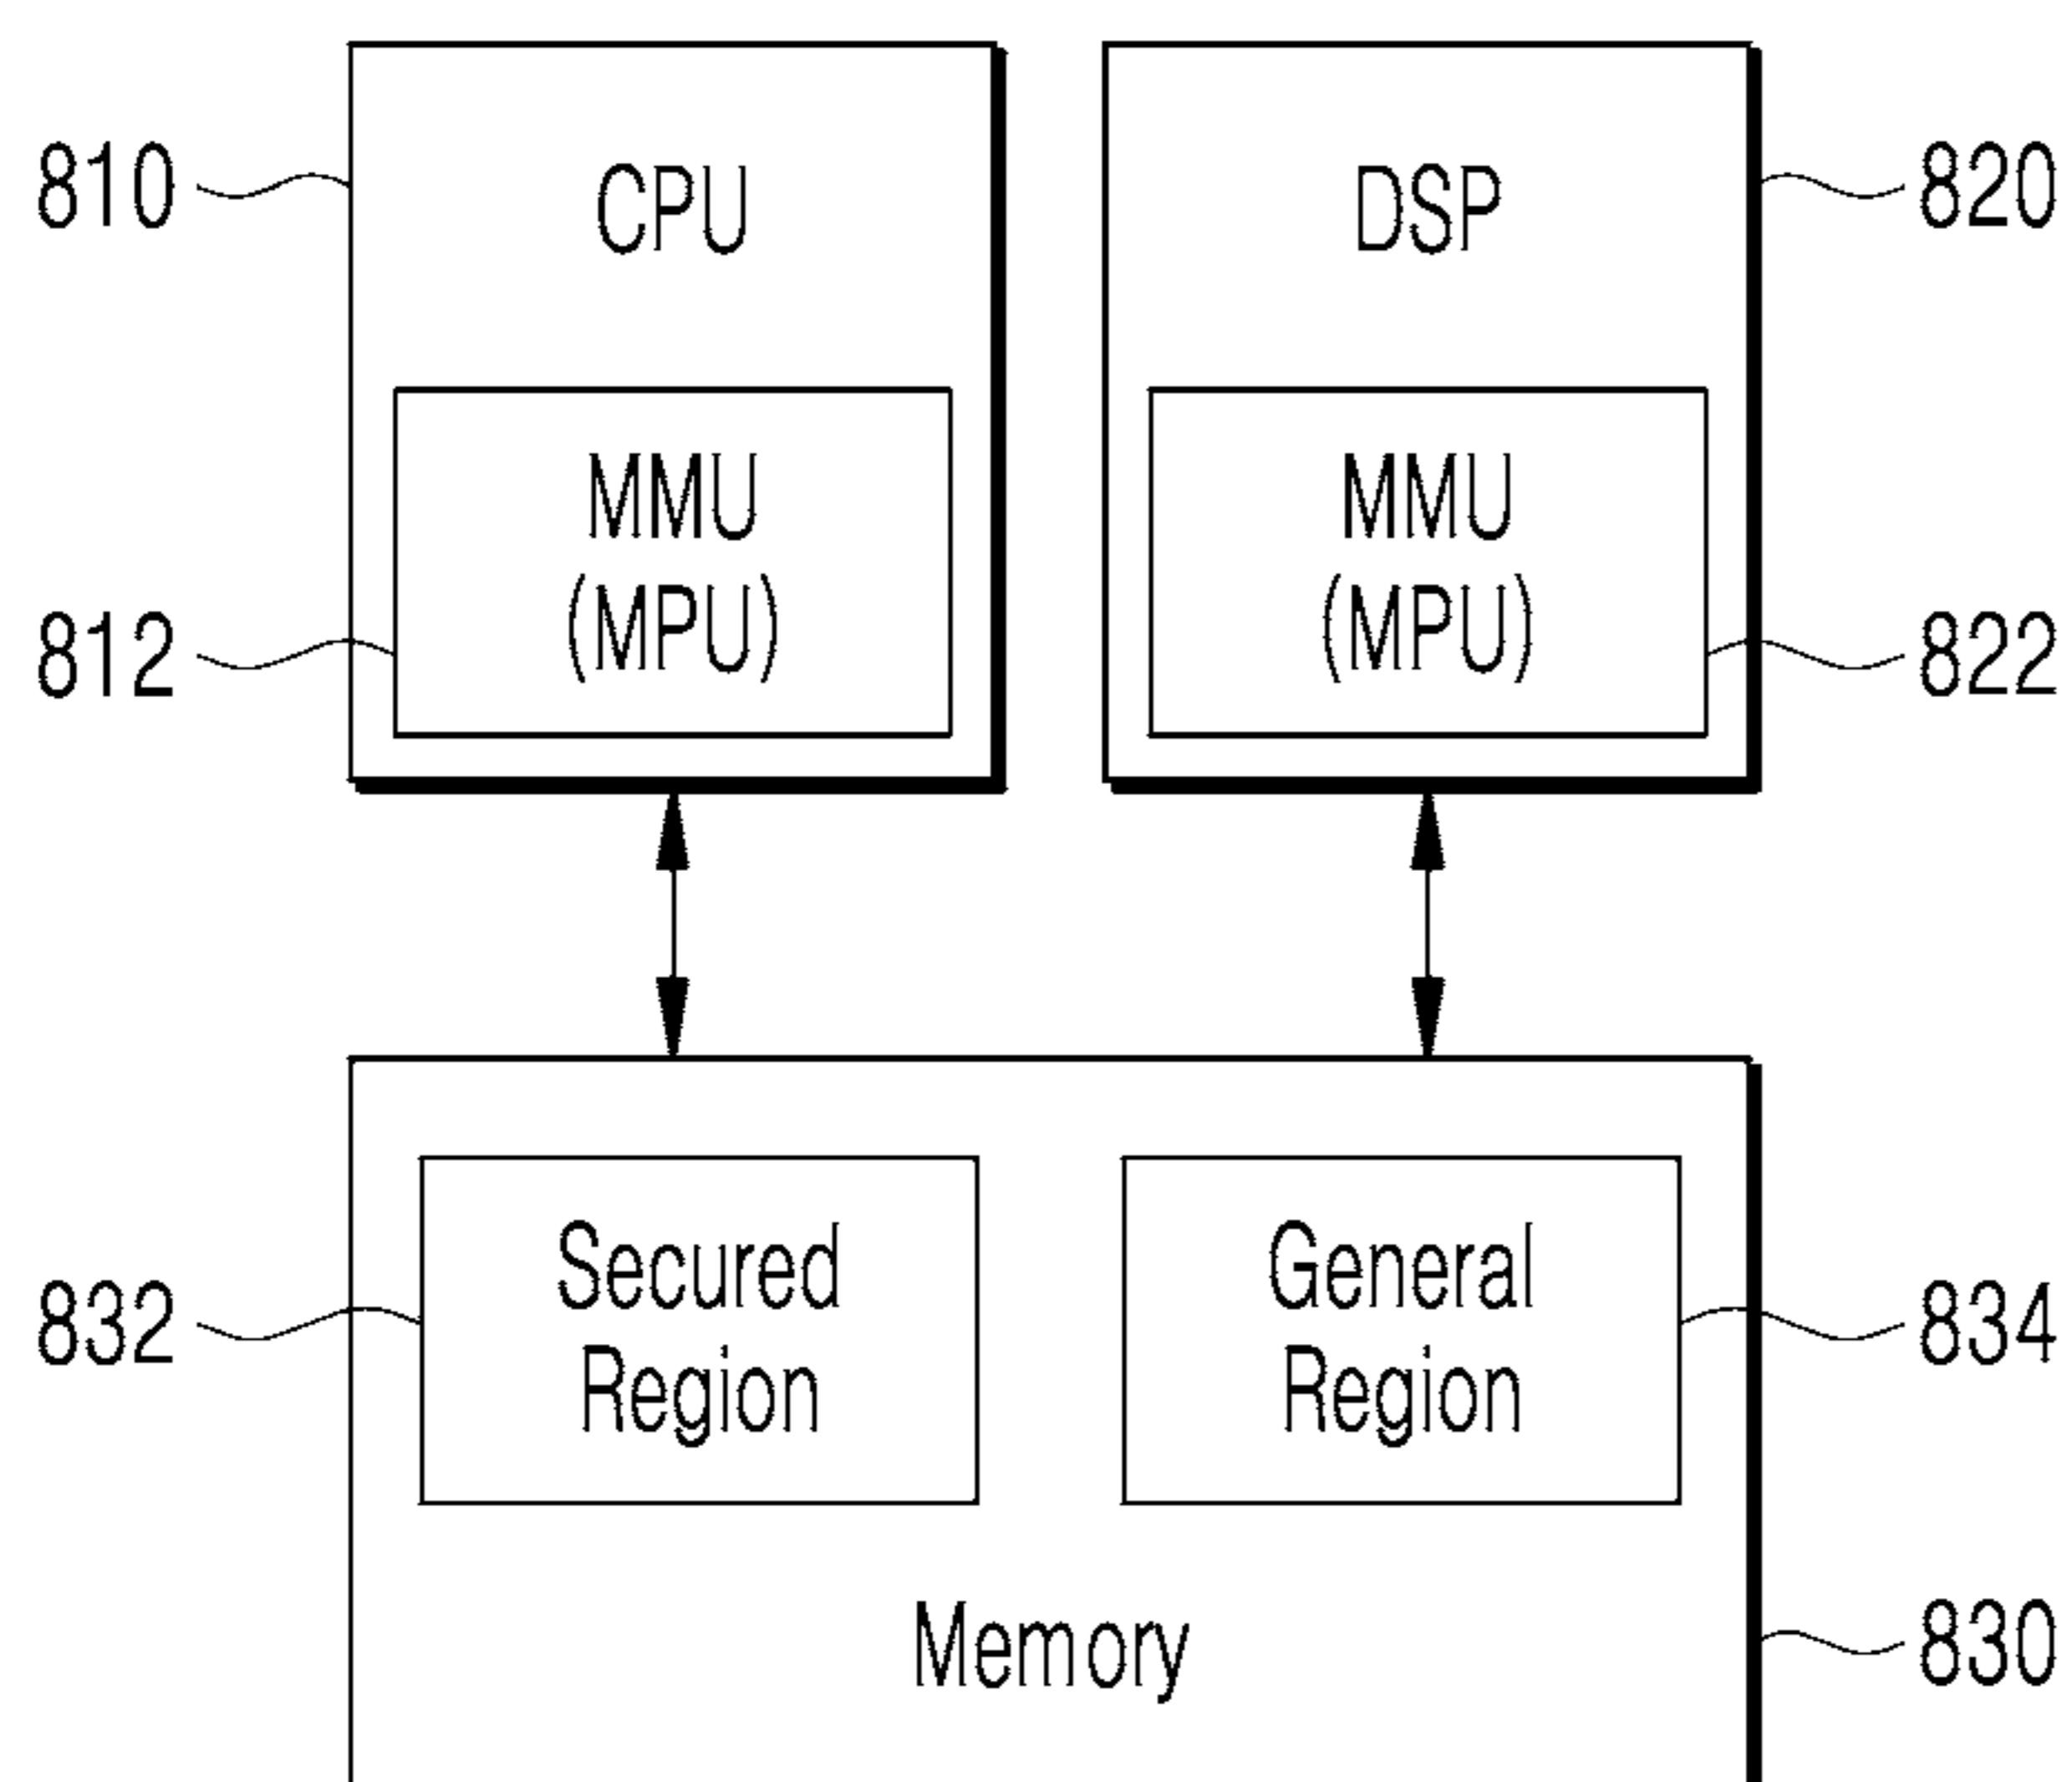 810
CPU
DSP
820
MMU
(MPU)
MMU
(MPU)
812
822
Secured
Region
General
Region
832
834
Memory
830